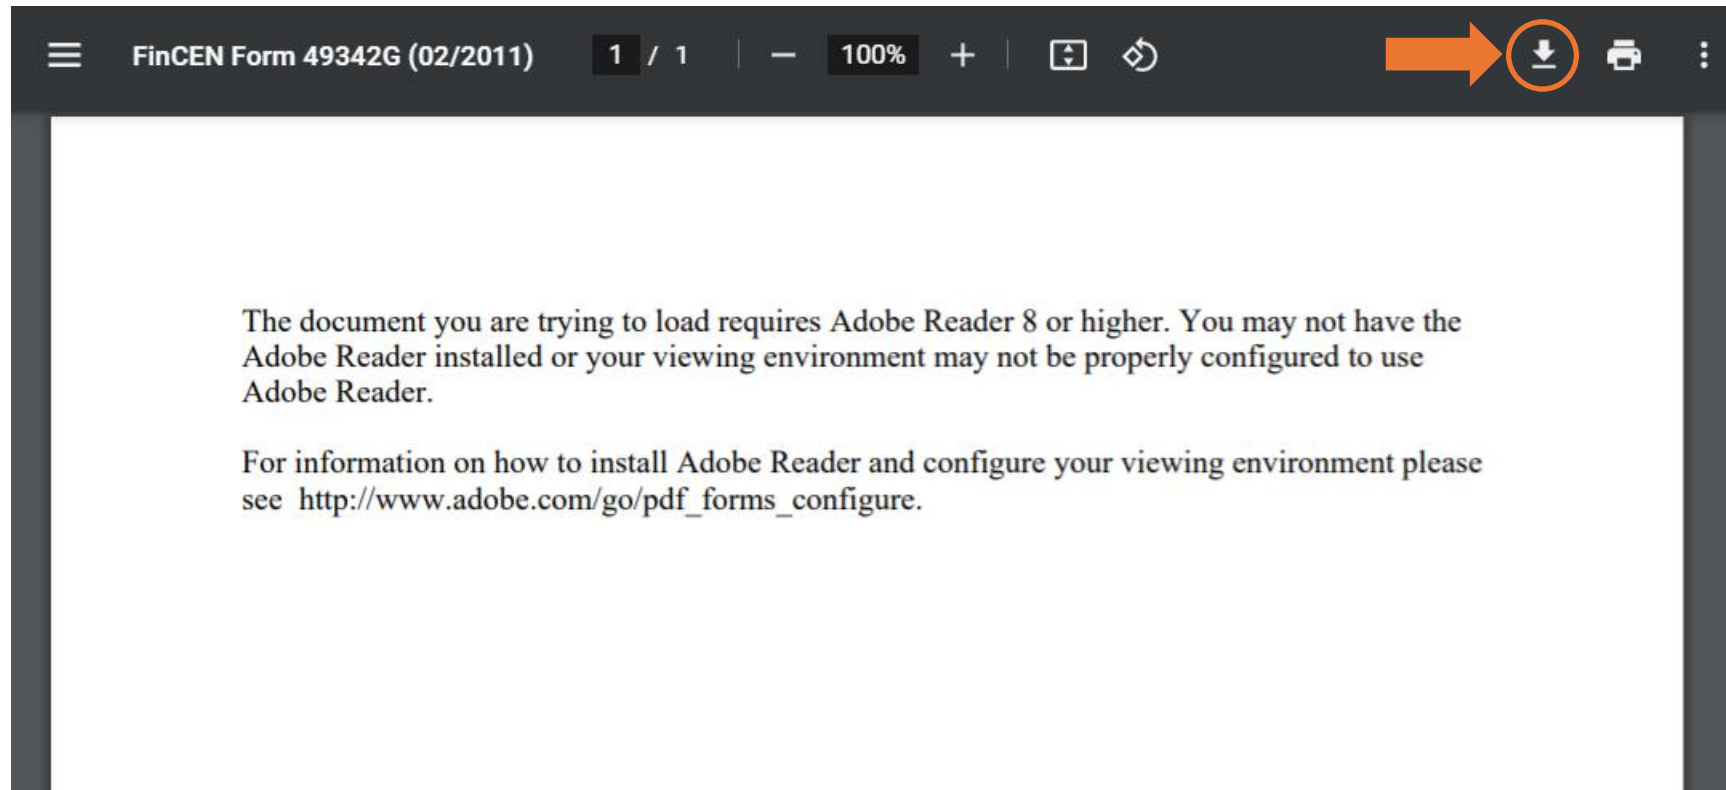 FinCEN Form 49342G (02/2011) 1 / 1 100%
The document you are trying to load requires Adobe Reader 8 or higher. You may not have the
Adobe Reader installed or your viewing environment may not be properly configured to use
Adobe Reader.
For information on how to install Adobe Reader and configure your viewing environment please
see  http://www.adobe.com/go/pdf_forms_configure.